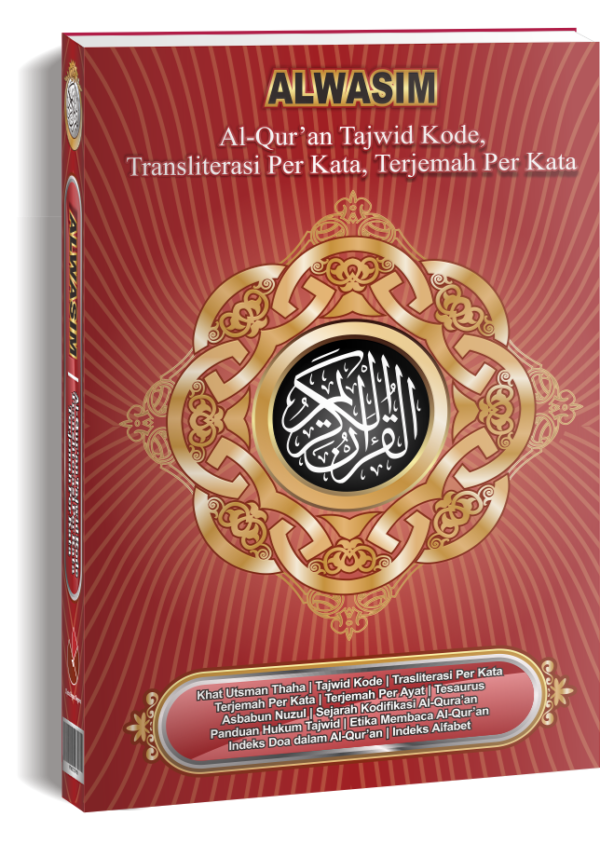 ALWASIM
Al-Qur'an Tajwid Kode,
Transliterasi Per Kata, Terjemah Per Kata
القرآن الكريم
Khat Utsman Thaha | Tajwid Kode | Trasliterasi Per Kata
Terjemah Per Kata | Terjemah Per Ayat | Tesaurus
Asbabun Nuzul | Sejarah Kodifikasi Al-Qura'an
Panduan Hukum Tajwid | Etika Membaca Al-Qur'an
Indeks Doa dalam Al-Qur'an | Indeks Alfabet
ALWASIM